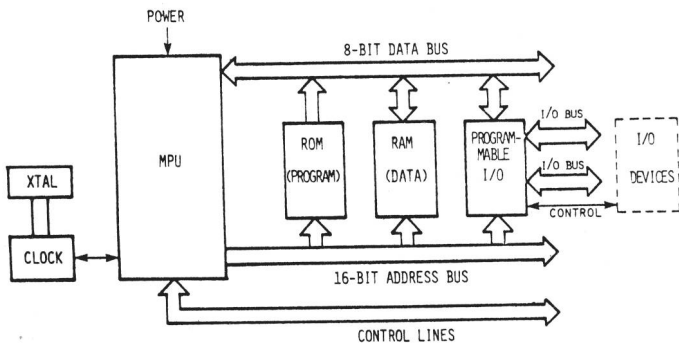 POWER
8-BIT DATA BUS
MPU
ROM
(PROGRAM)
RAM
(DATA)
PROGRAM-
MABLE
I/O
I/O BUS
I/O BUS
CONTROL
I/O
DEVICES
XTAL
CLOCK
16-BIT ADDRESS BUS
CONTROL LINES